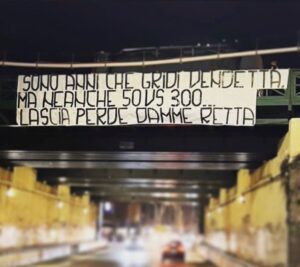 SONO ANNI CHE GRIDI VENDETTA,
MA NEANCHE 50 VS 300...
LASCIA PERDE DAMME RETTA